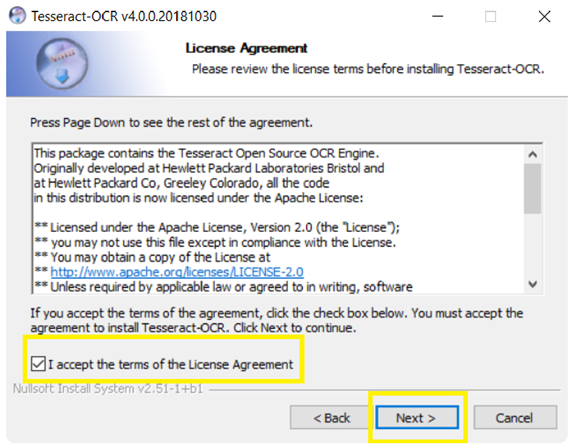 Tesseract-OCR v4.0.0.20181030
License Agreement
Please review the license terms before installing Tesseract-OCR.
Press Page Down to see the rest of the agreement.
This package contains the Tesseract Open Source OCR Engine.
Originally developed at Hewlett Packard Laboratories Bristol and
at Hewlett Packard Co, Greeley Colorado, all the code
in this distribution is now licensed under the Apache License:
** Licensed under the Apache License, Version 2.0 (the "License");
** you may not use this file except in compliance with the License.
** You may obtain a copy of the License at
** http://www.apache.org/licenses/LICENSE-2.0
** Unless required by applicable law or agreed to in writing, software
If you accept the terms of the agreement, click the check box below. You must accept the
agreement to install Tesseract-OCR. Click Next to continue.
I accept the terms of the License Agreement
Nullsoft Install System v2.51-1+b1
< Back
Next >
Cancel